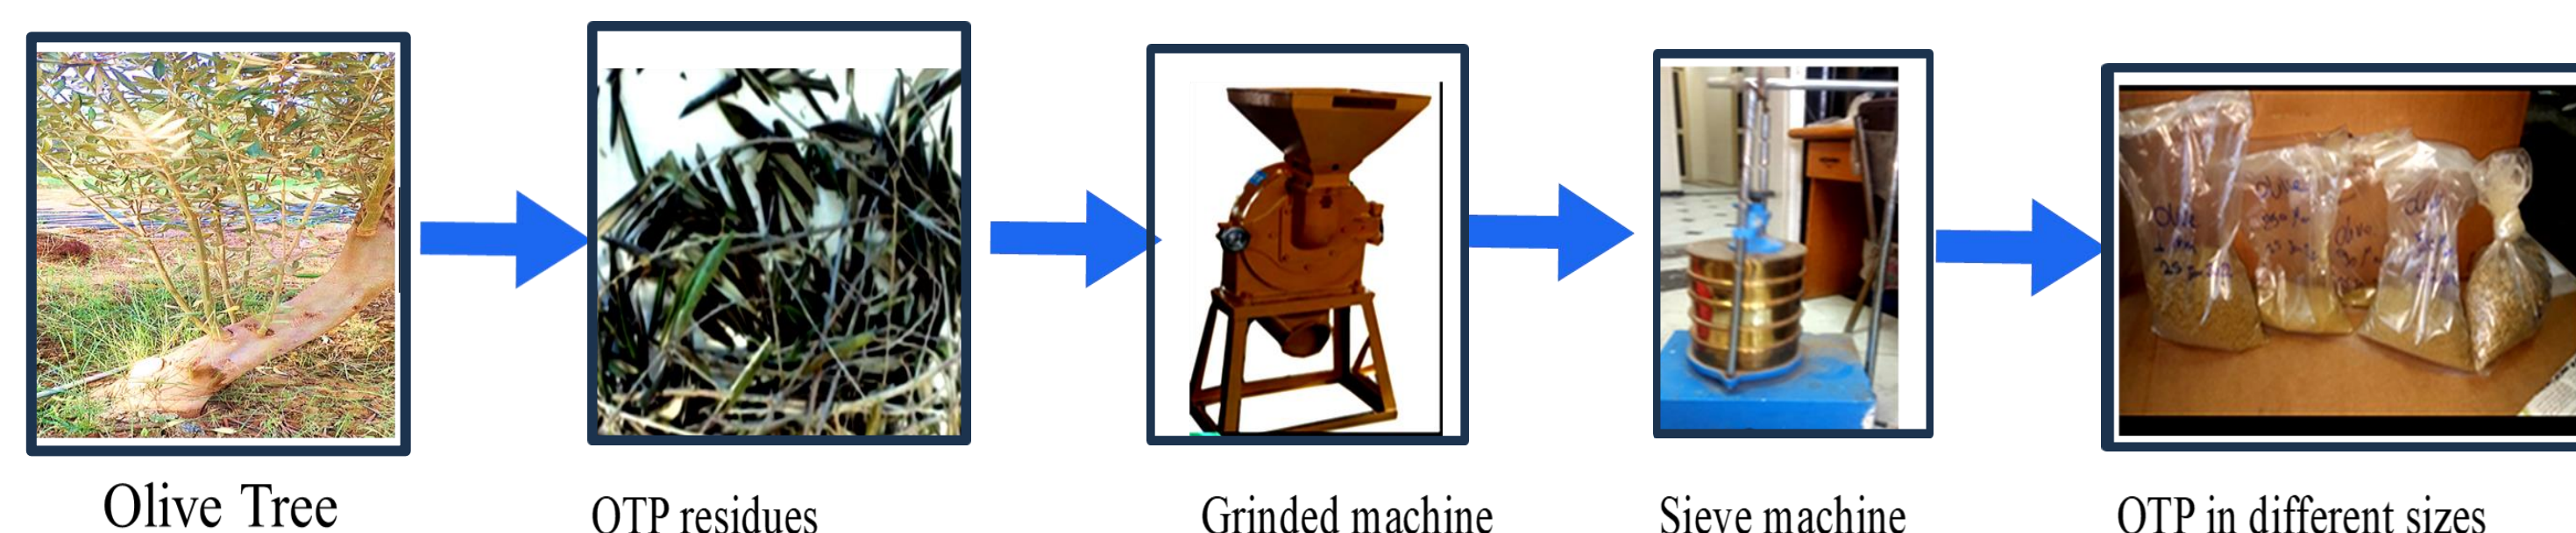 Olive Tree
OTP residues
Grinded machine
Sieve machine
OTP in different sizes